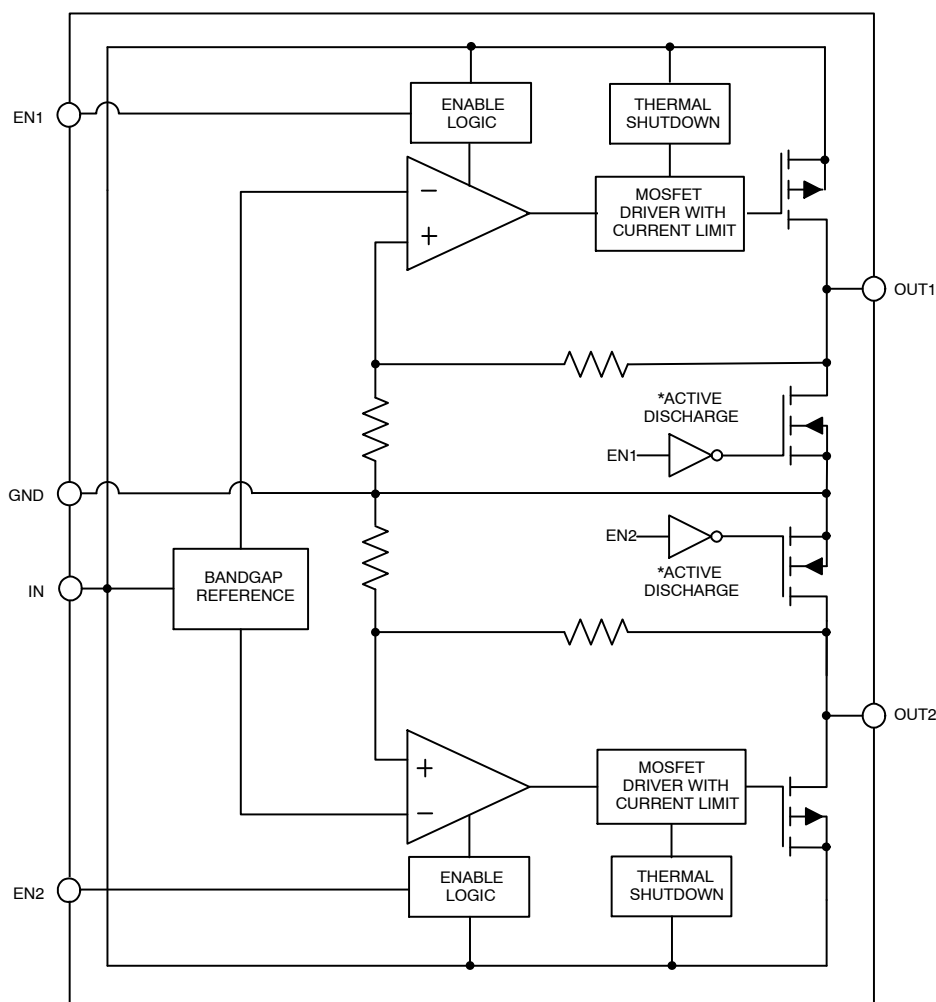 EN1
ENABLE
LOGIC
THERMAL
SHUTDOWN
−
+
MOSFET
DRIVER WITH
CURRENT LIMIT
OUT1
*ACTIVE
DISCHARGE
EN1
GND
EN2
*ACTIVE
DISCHARGE
IN
BANDGAP
REFERENCE
OUT2
+
−
MOSFET
DRIVER WITH
CURRENT LIMIT
EN2
ENABLE
LOGIC
THERMAL
SHUTDOWN